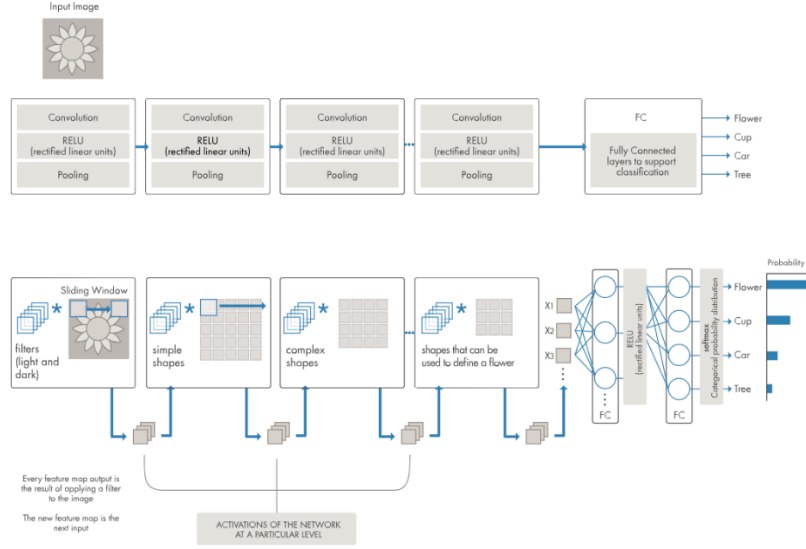 Input Image
Convolution
RELU
(rectified linear units)
Pooling
Convolution
RELU
(rectified linear units)
Pooling
Convolution
RELU
(rectified linear units)
Pooling
...
Convolution
RELU
(rectified linear units)
Pooling
FC
Fully Connected
layers to support
classification
Flower
Cup
Car
Tree
Sliding Window
*
filters
(light and
dark)
*
simple
shapes
*
complex
shapes
...
*
shapes that can be
used to define a flower
X1
X2
X3
FC
RELU
(rectified linear units)
FC
softmax
Categorical probability distribution
Probability
Flower
Cup
Car
Tree
Every feature map output is
the result of applying a filter
to the image
The new feature map is the
next input
ACTIVATIONS OF THE NETWORK
AT A PARTICULAR LEVEL